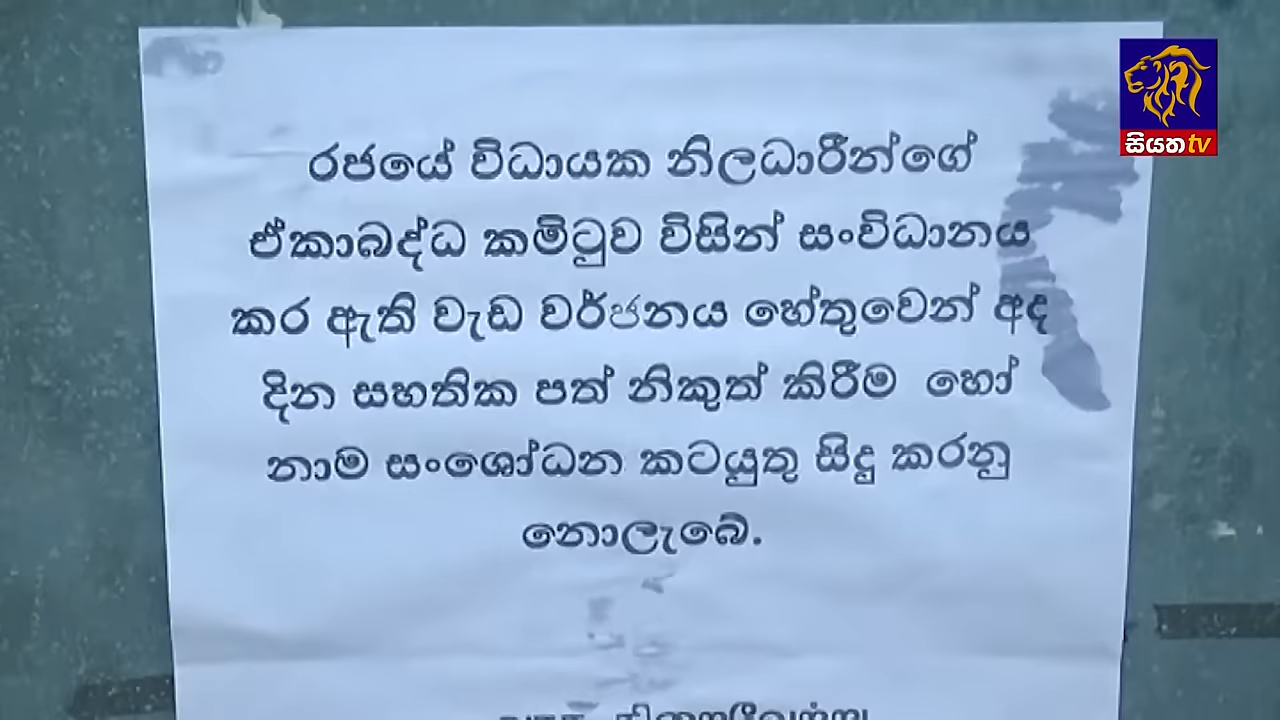 සියත tv
රජයේ විධායක නිලධාරීන්ගේ
ඒකාබද්ධ කමිටුව විසින් සංවිධානය
කර ඇති වැඩ වර්ජනය හේතුවෙන් අද
දින සහතික පත් නිකුත් කිරීම හෝ
නාම සංශෝධන කටයුතු සිදු කරනු
නොලැබේ.